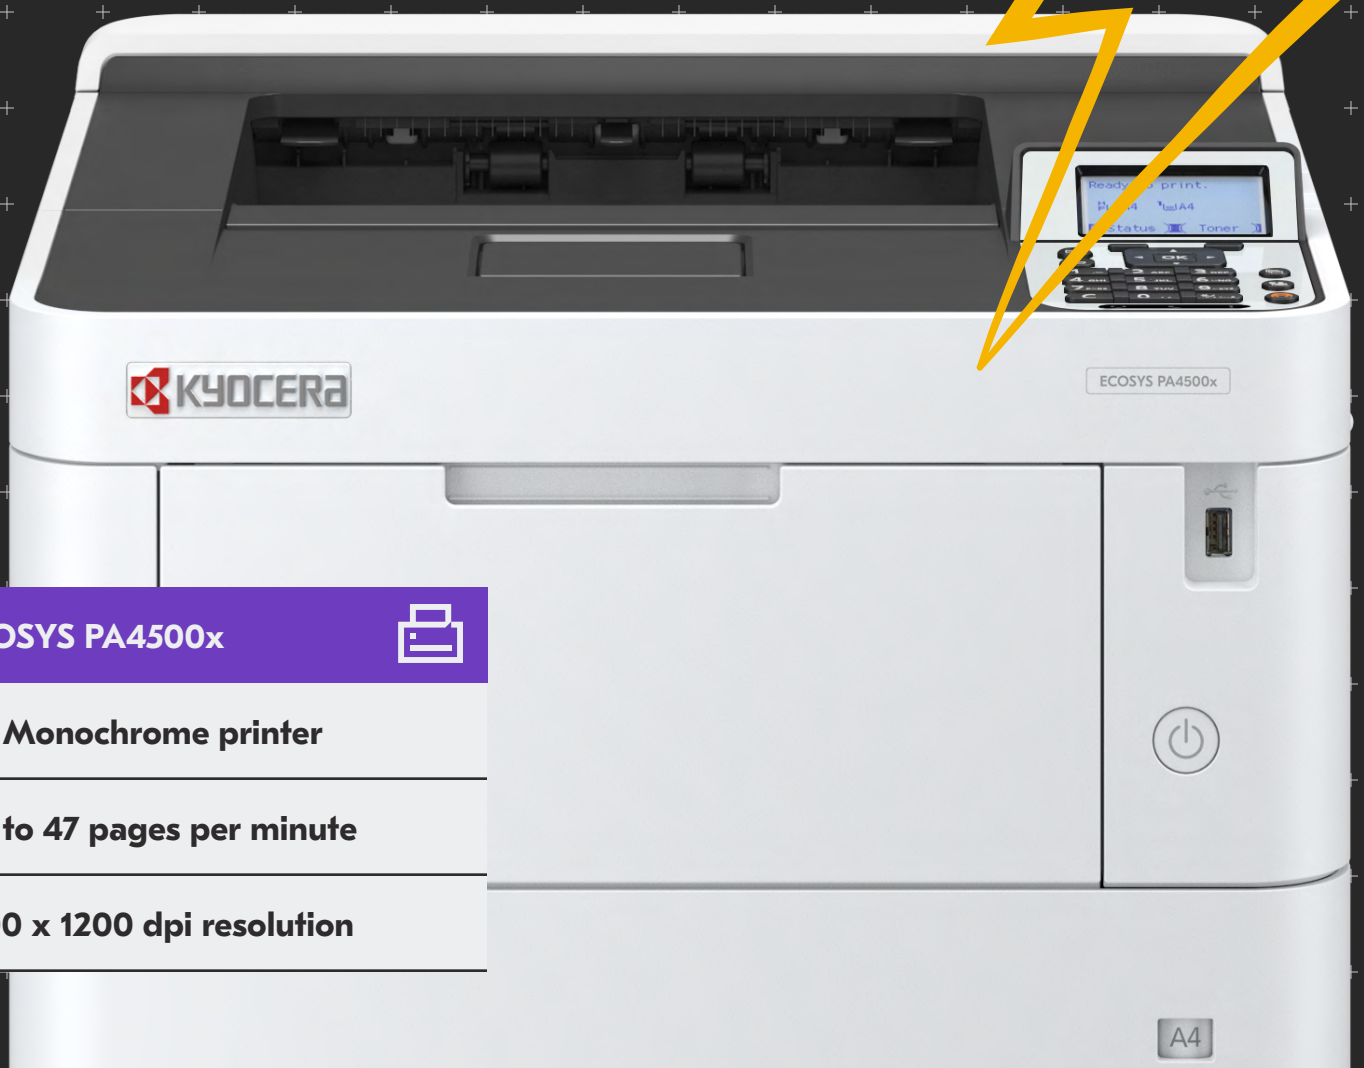 Ready to print.
A4 A4
Status Toner
OK
KYOCERA
ECOSYS PA4500x
OSYS PA4500x
Monochrome printer
to 47 pages per minute
0 x 1200 dpi resolution
A4